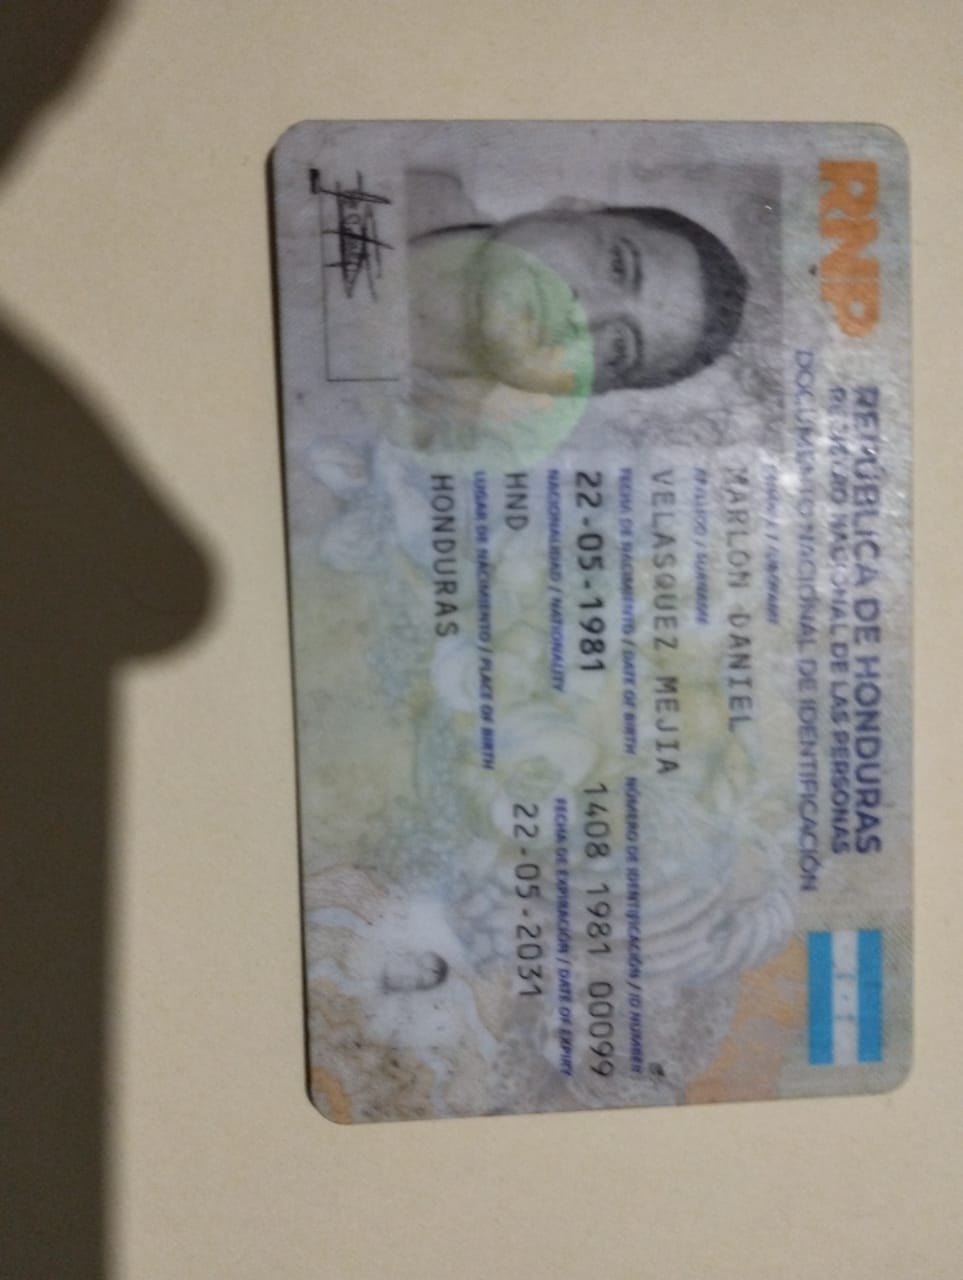 RNP
REPÚBLICA DE HONDURAS
REGISTRO NACIONAL DE LAS PERSONAS
DOCUMENTO NACIONAL DE IDENTIFICACIÓN
MARLON DANIEL
APELLIDO / SURNAME
VELASQUEZ MEJIA
FECHA DE NACIMIENTO / DATE OF BIRTH
22-05-1981
NÚMERO DE IDENTIFICACIÓN / ID NUMBER
1408 1981 00099
NACIONALIDAD / NATIONALITY
HND
FECHA DE EXPIRACIÓN / DATE OF EXPIRY
22-05-2031
LUGAR DE NACIMIENTO / PLACE OF BIRTH
HONDURAS